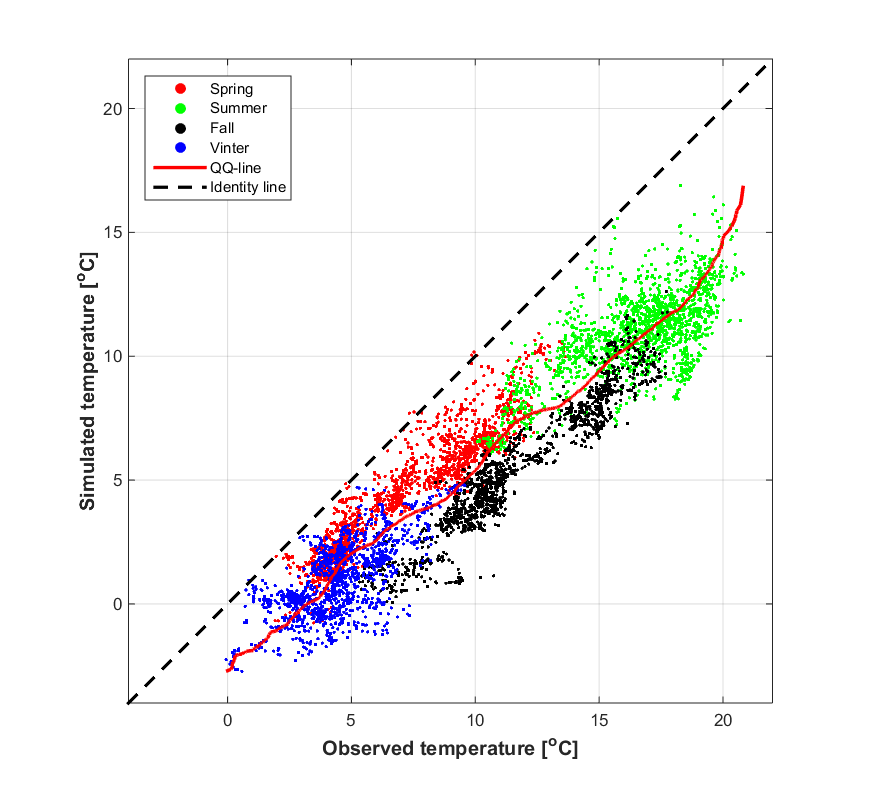 Spring
Summer
Fall
Vinter
QQ-line
Identity line
20
15
10
5
0
Simulated temperature [°C]
0
5
10
15
20
Observed temperature [°C]